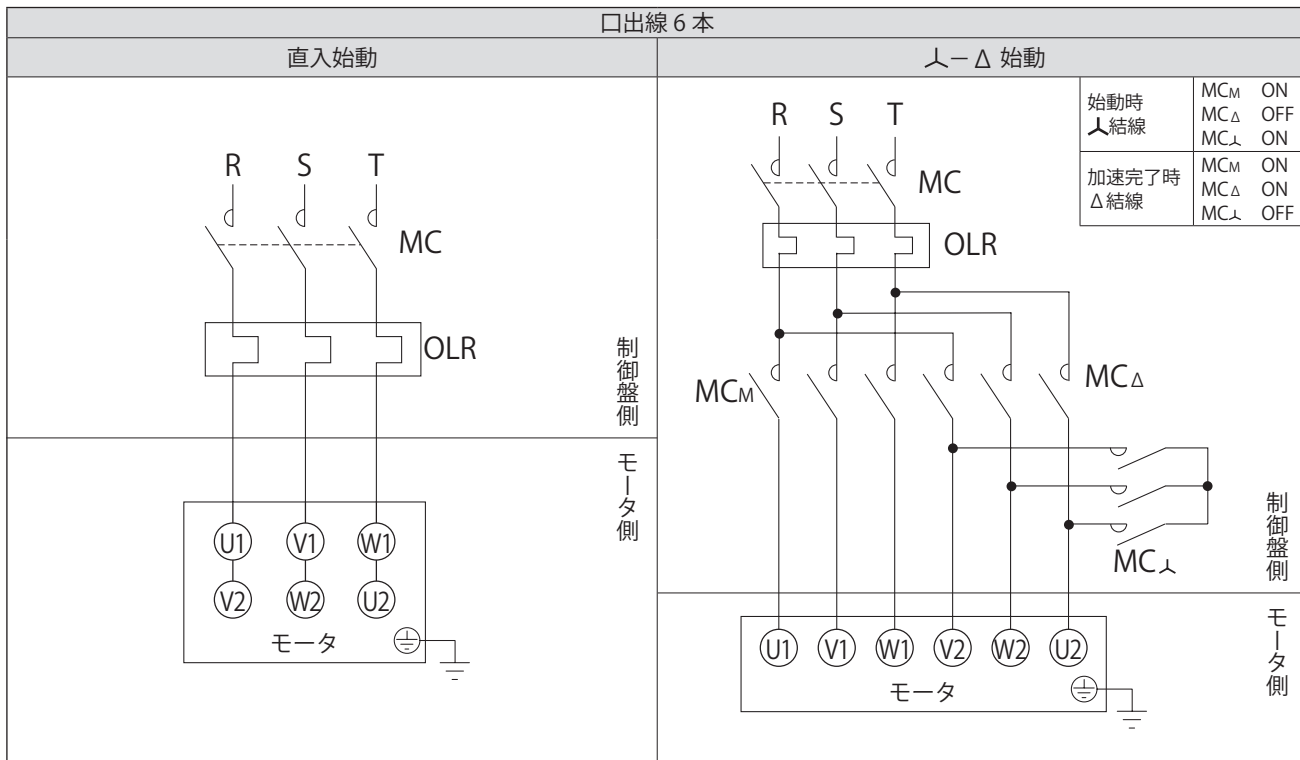 口出線 6 本
直入始動
R S T
MC
OLR
制御盤側
モータ側
U1 V1 W1
V2 W2 U2
モータ
人－Δ 始動
始動時
人結線
MCM ON
MCΔ OFF
MC人 ON
加速完了時
Δ結線
MCM ON
MCΔ ON
MC人 OFF
R S T
MC
OLR
MCM
MCΔ
MC人
制御盤側
U1 V1 W1 V2 W2 U2
モータ
モータ側